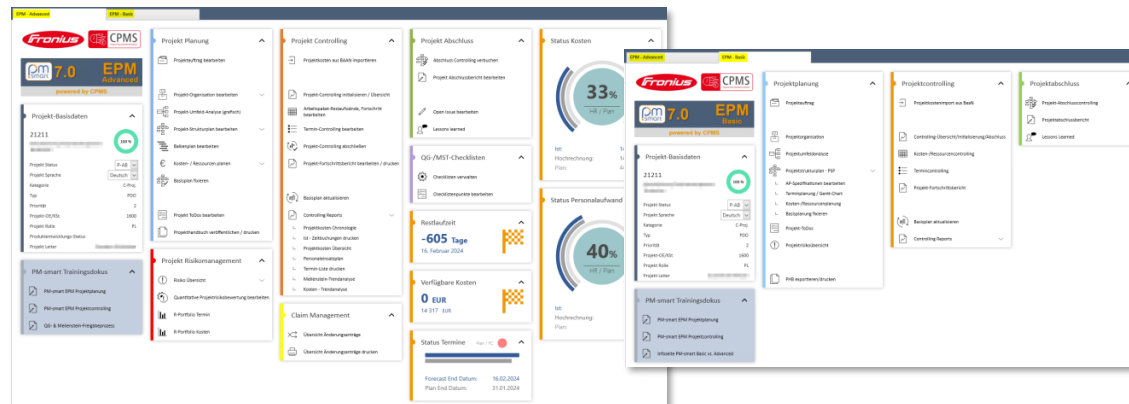 EPM - Advanced
EPM - Basic
Fronius
CPMS
pm smart 7.0 EPM Advanced
powered by CPMS
Projekt-Basisdaten
21211
100 %
Projekt Status P-AB
Projekt Sprache Deutsch
Kategorie C-Proj.
Typ PDO
Priorität 2
Projekt-OE/KSt. 1600
Projekt Rolle PL
Produktentwicklungs-Status
Projekt Leiter
PM-smart Trainingsdokus
PM-smart EPM Projektplanung
PM-smart EPM Projektcontrolling
QG- & Meilenstein-Freigabeprozess
Projekt Planung
Projektauftrag bearbeiten
Projekt-Organisation bearbeiten
Projekt-Umfeld-Analyse (grafisch)
Projekt-Strukturplan bearbeiten
Balkenplan bearbeiten
Kosten- / Ressourcen planen
Basisplan fixieren
Projekt ToDos bearbeiten
Projekthandbuch veröffentlichen / drucken
Projekt Risikomanagement
Risiko Übersicht
Quantitative Projektrisikobewertung bearbeiten
R-Portfolio Termin
R-Portfolio Kosten
Projekt Controlling
Projektkosten aus BAAN importieren
Projekt-Controlling initialisieren / Übersicht
Arbeitspaket-Restaufwände, Fortschritt bearbeiten
Termin-Controlling bearbeiten
Projekt-Controlling abschließen
Projekt-Fortschrittsbericht bearbeiten / drucken
Basisplan aktualisieren
Controlling Reports
Projektkosten Chronologie
Ist - Zeitbuchungen drucken
Projektkosten Übersicht
Personaleinsatzplan
Termin-Liste drucken
Meilenstein-Trendanalyse
Kosten - Trendanalyse
Claim Management
Übersicht Änderungsanträge
Übersicht Änderungsanträge drucken
Projekt Abschluss
Abschluss Controlling verbuchen
Projekt Abschlussbericht bearbeiten
Open Issue bearbeiten
Lessons learned
QG-/MST-Checklisten
Checklisten verwalten
Checklistenpunkte bearbeiten
Restlaufzeit
-605 Tage
16. Februar 2024
Verfügbare Kosten
0 EUR
14 317 EUR
Status Termine
Forecast End Datum: 16.02.2024
Plan End Datum: 31.01.2024
Status Kosten
33%
HR / Plan
Ist:
Hochrechnung:
Plan:
Status Personalaufwand
40%
HR / Plan
Ist:
Hochrechnung:
Plan:
EPM - Advanced
EPM - Basic
Fronius
CPMS
pm smart 7.0 EPM Basic
powered by CPMS
Projekt-Basisdaten
21211
100 %
Projekt Status P-AB
Projekt Sprache Deutsch
Kategorie C-Proj.
Typ PDO
Priorität 2
Projekt-OE/KSt. 1600
Projekt Rolle PL
Projekt Leiter
PM-smart Trainingsdokus
PM-smart EPM Projektplanung
PM-smart EPM Projektcontrolling
Infoseite PM-smart Basic vs. Advanced
Projektplanung
Projektauftrag
Projektorganisation
Projektumfeldanalyse
Projektstrukturplan - PSP
AP-Spezifikationen bearbeiten
Terminplanung / Gantt-Chart
Kosten-/Ressourcenplanung
Basisplanung fixieren
Projekt-ToDos
Projektrisikoübersicht
PHB exportieren/drucken
Projektcontrolling
Projektkostenimport aus BaaN
Controlling-Übersicht/Initialisierung/Abschluss
Kosten-/Ressourcencontrolling
Termincontrolling
Projekt-Fortschrittsbericht
Basisplan aktualisieren
Controlling Reports
Projektabschluss
Projekt-Abschlusscontrolling
Projektabschlussbericht
Lessons Learned